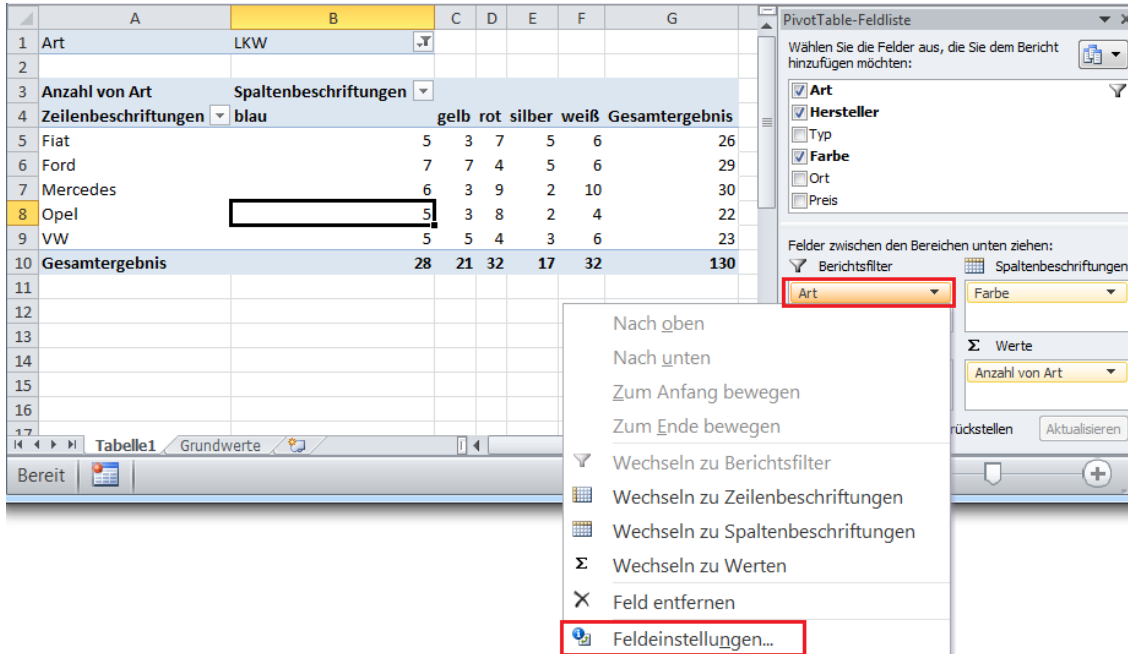 A B C D E F G
1 Art LKW
2
3 Anzahl von Art Spaltenbeschriftungen
4 Zeilenbeschriftungen blau gelb rot silber weiß Gesamtergebnis
5 Fiat 5 3 7 5 6 26
6 Ford 7 7 4 5 6 29
7 Mercedes 6 3 9 2 10 30
8 Opel 5 3 8 2 4 22
9 VW 5 5 4 3 6 23
10 Gesamtergebnis 28 21 32 17 32 130
11
12
13
14
15
16
17
Tabelle1 Grundwerte
Bereit
PivotTable-Feldliste
Wählen Sie die Felder aus, die Sie dem Bericht
hinzufügen möchten:
Art
Hersteller
Typ
Farbe
Ort
Preis
Felder zwischen den Bereichen unten ziehen:
Berichtsfilter Spaltenbeschriftungen
Art Farbe
Σ Werte
Anzahl von Art
rückstellen Aktualisieren
Nach oben
Nach unten
Zum Anfang bewegen
Zum Ende bewegen
Wechseln zu Berichtsfilter
Wechseln zu Zeilenbeschriftungen
Wechseln zu Spaltenbeschriftungen
Σ Wechseln zu Werten
Feld entfernen
Feldeinstellungen...